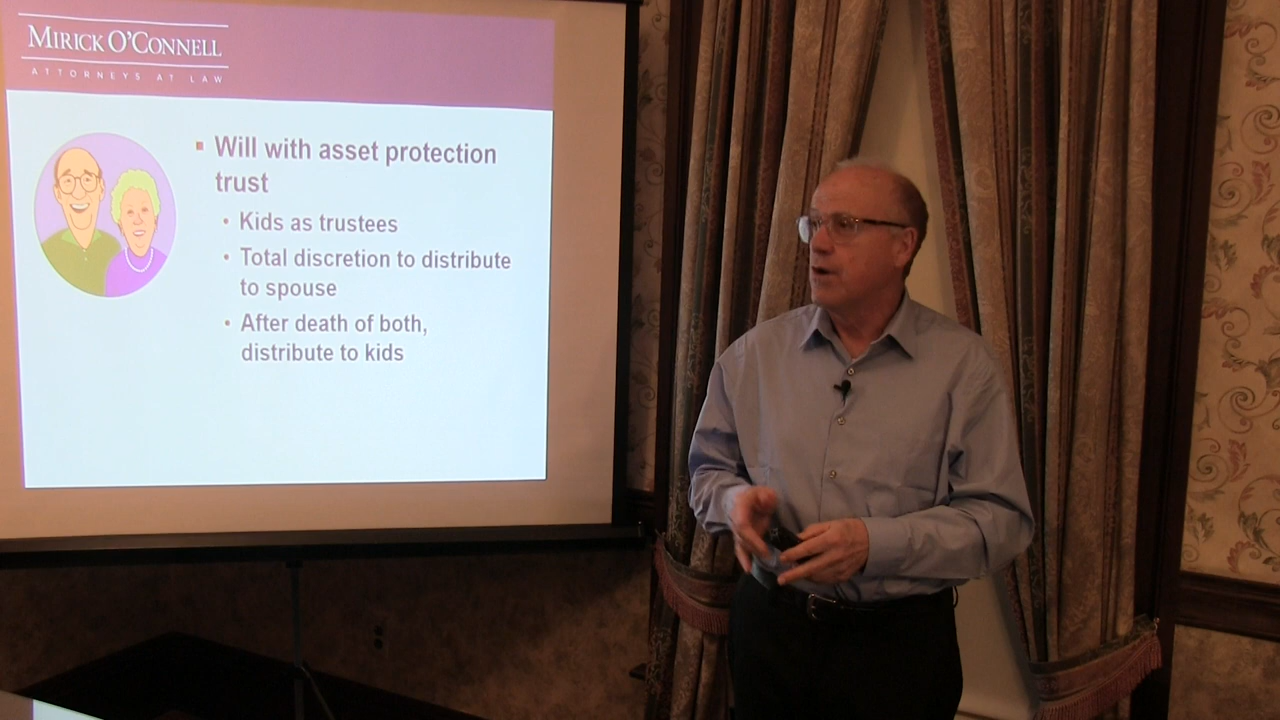 MIRICK O'CONNELL
ATTORNEYS AT LAW
Will with asset protection
trust
Kids as trustees
Total discretion to distribute
to spouse
After death of both,
distribute to kids